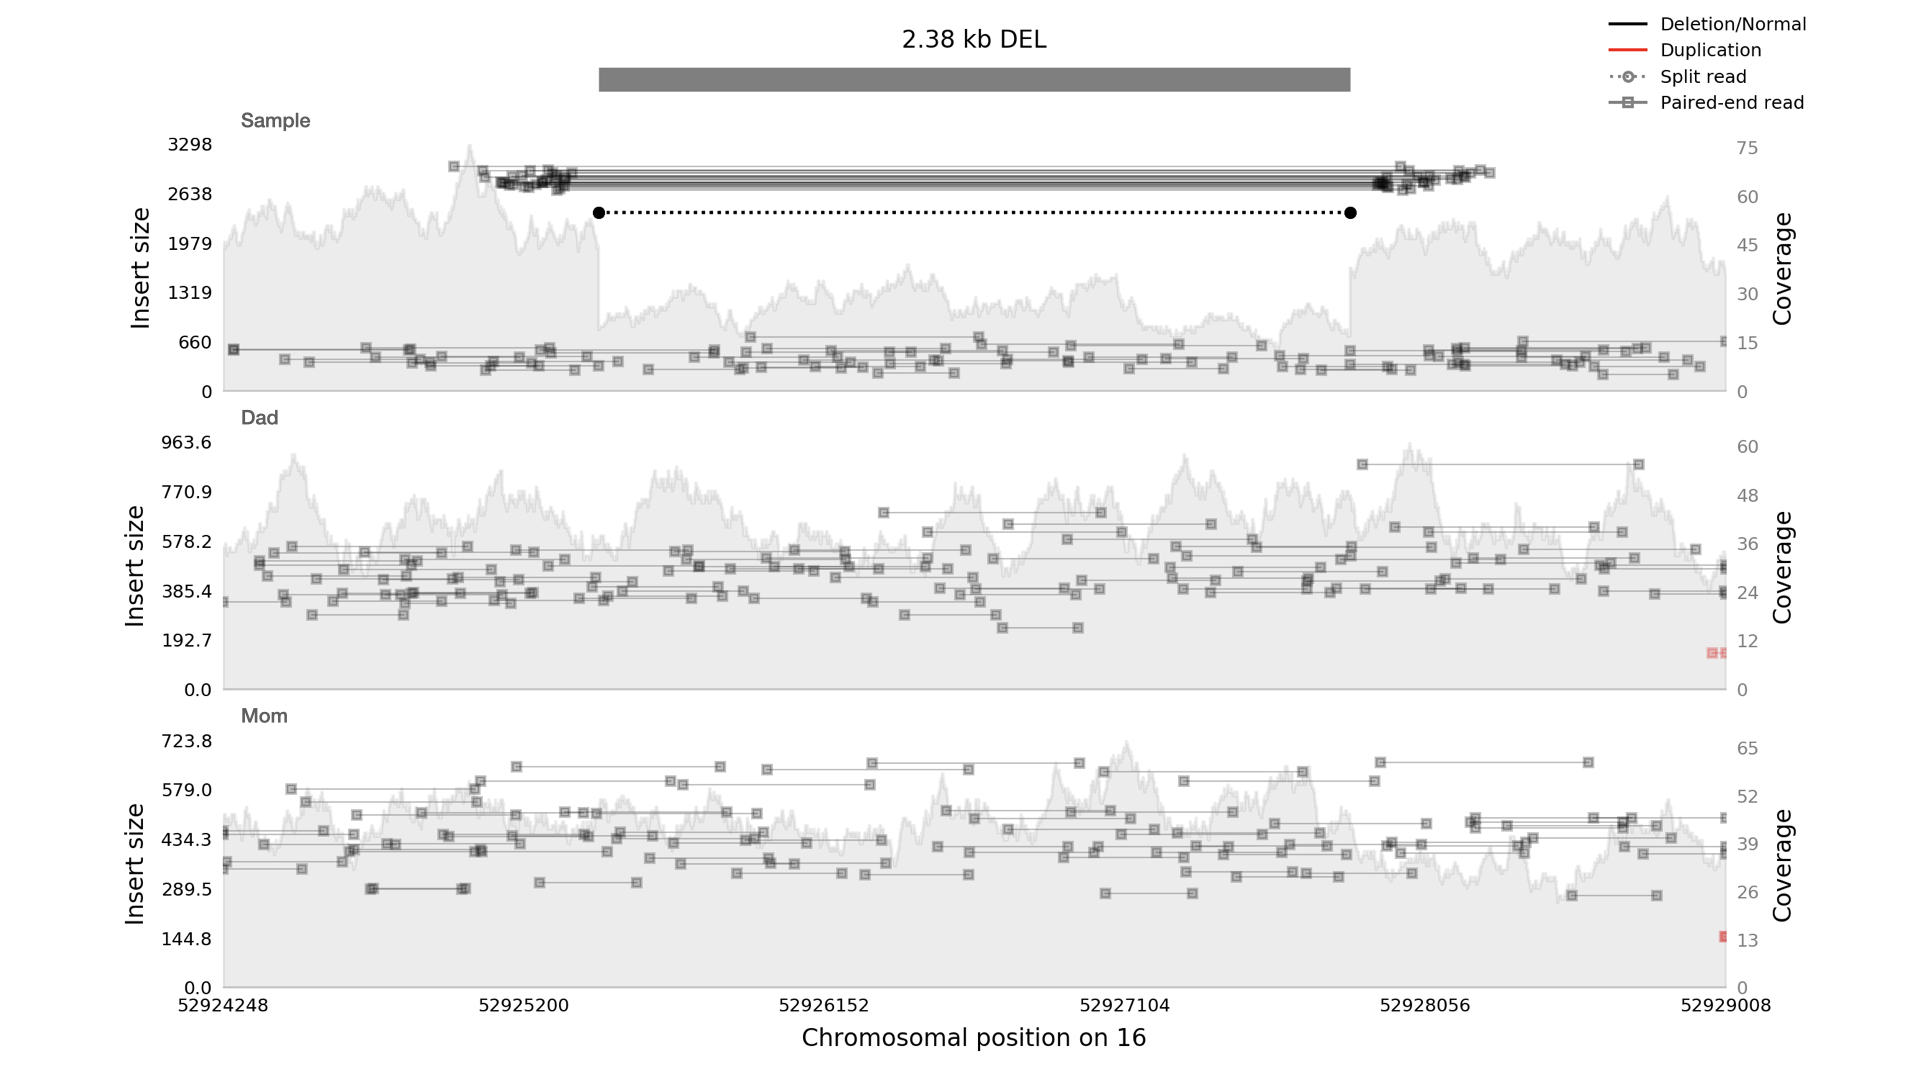 2.38 kb DEL
Deletion/Normal
Duplication
Split read
Paired-end read
Sample
3298
2638
1979
1319
660
0
Insert size
75
60
45
30
15
0
Coverage
Dad
963.6
770.9
578.2
385.4
192.7
0.0
Insert size
60
48
36
24
12
0
Coverage
Mom
723.8
579.0
434.3
289.5
144.8
0.0
Insert size
65
52
39
26
13
0
Coverage
52924248 52925200 52926152 52927104 52928056 52929008
Chromosomal position on 16